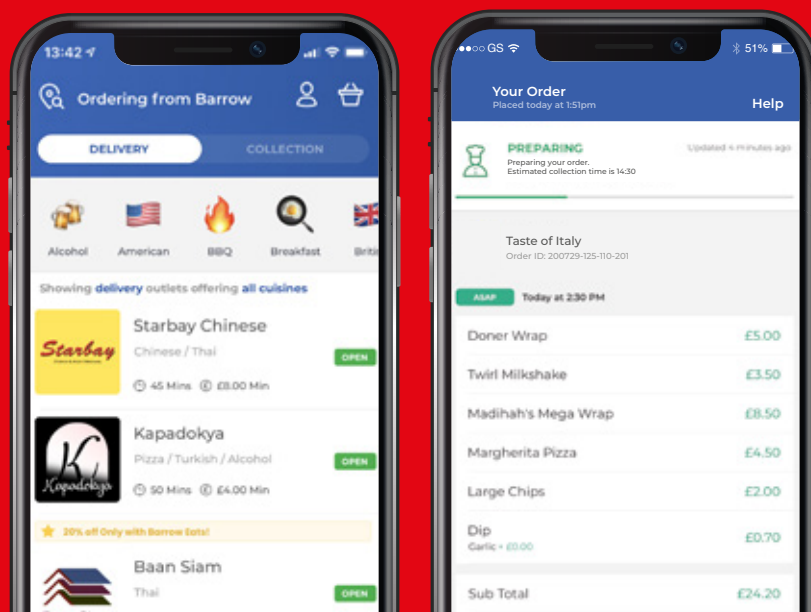 13:42
Ordering from Barrow
DELIVERY
COLLECTION
Alcohol
American
BBQ
Breakfast
Britis
Showing delivery outlets offering all cuisines
Starbay
Starbay Chinese
Chinese / Thai
OPEN
45 Mins £8.00 Min
Kapadokya
Kapadokya
Pizza / Turkish / Alcohol
OPEN
50 Mins £4.00 Min
20% off Only with Barrow Eats!
Baan Siam
Thai
OPEN
GS
51%
Your Order
Placed today at 1:51pm
Help
PREPARING
Updated 4 minutes ago
Preparing your order.
Estimated collection time is 14:30
Taste of Italy
Order ID: 200729-125-110-201
ASAP Today at 2:30 PM
Doner Wrap £5.00
Twirl Milkshake £3.50
Madihah's Mega Wrap £8.50
Margherita Pizza £4.50
Large Chips £2.00
Dip £0.70
Garlic + £0.00
Sub Total £24.20